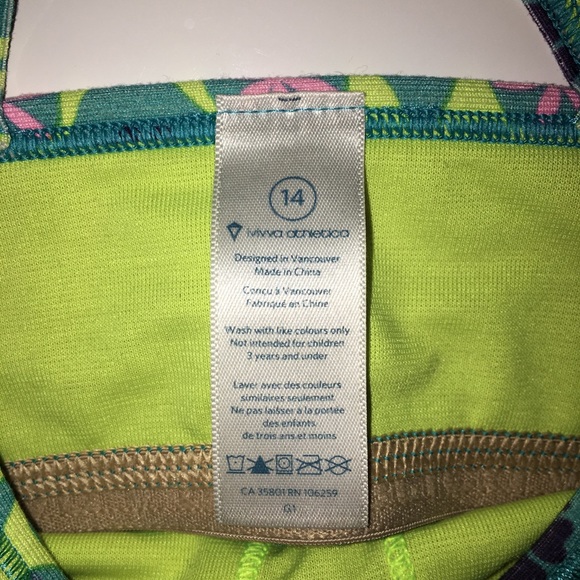 14
ivivva athletica
Designed in Vancouver
Made in China
Conçu à Vancouver
Fabriqué en Chine
Wash with like colours only
Not intended for children
3 years and under
Laver avec des couleurs
similaires seulement
Ne pas laisser à la portée
des enfants
de trois ans et moins
CA 35801 RN 106259
G1